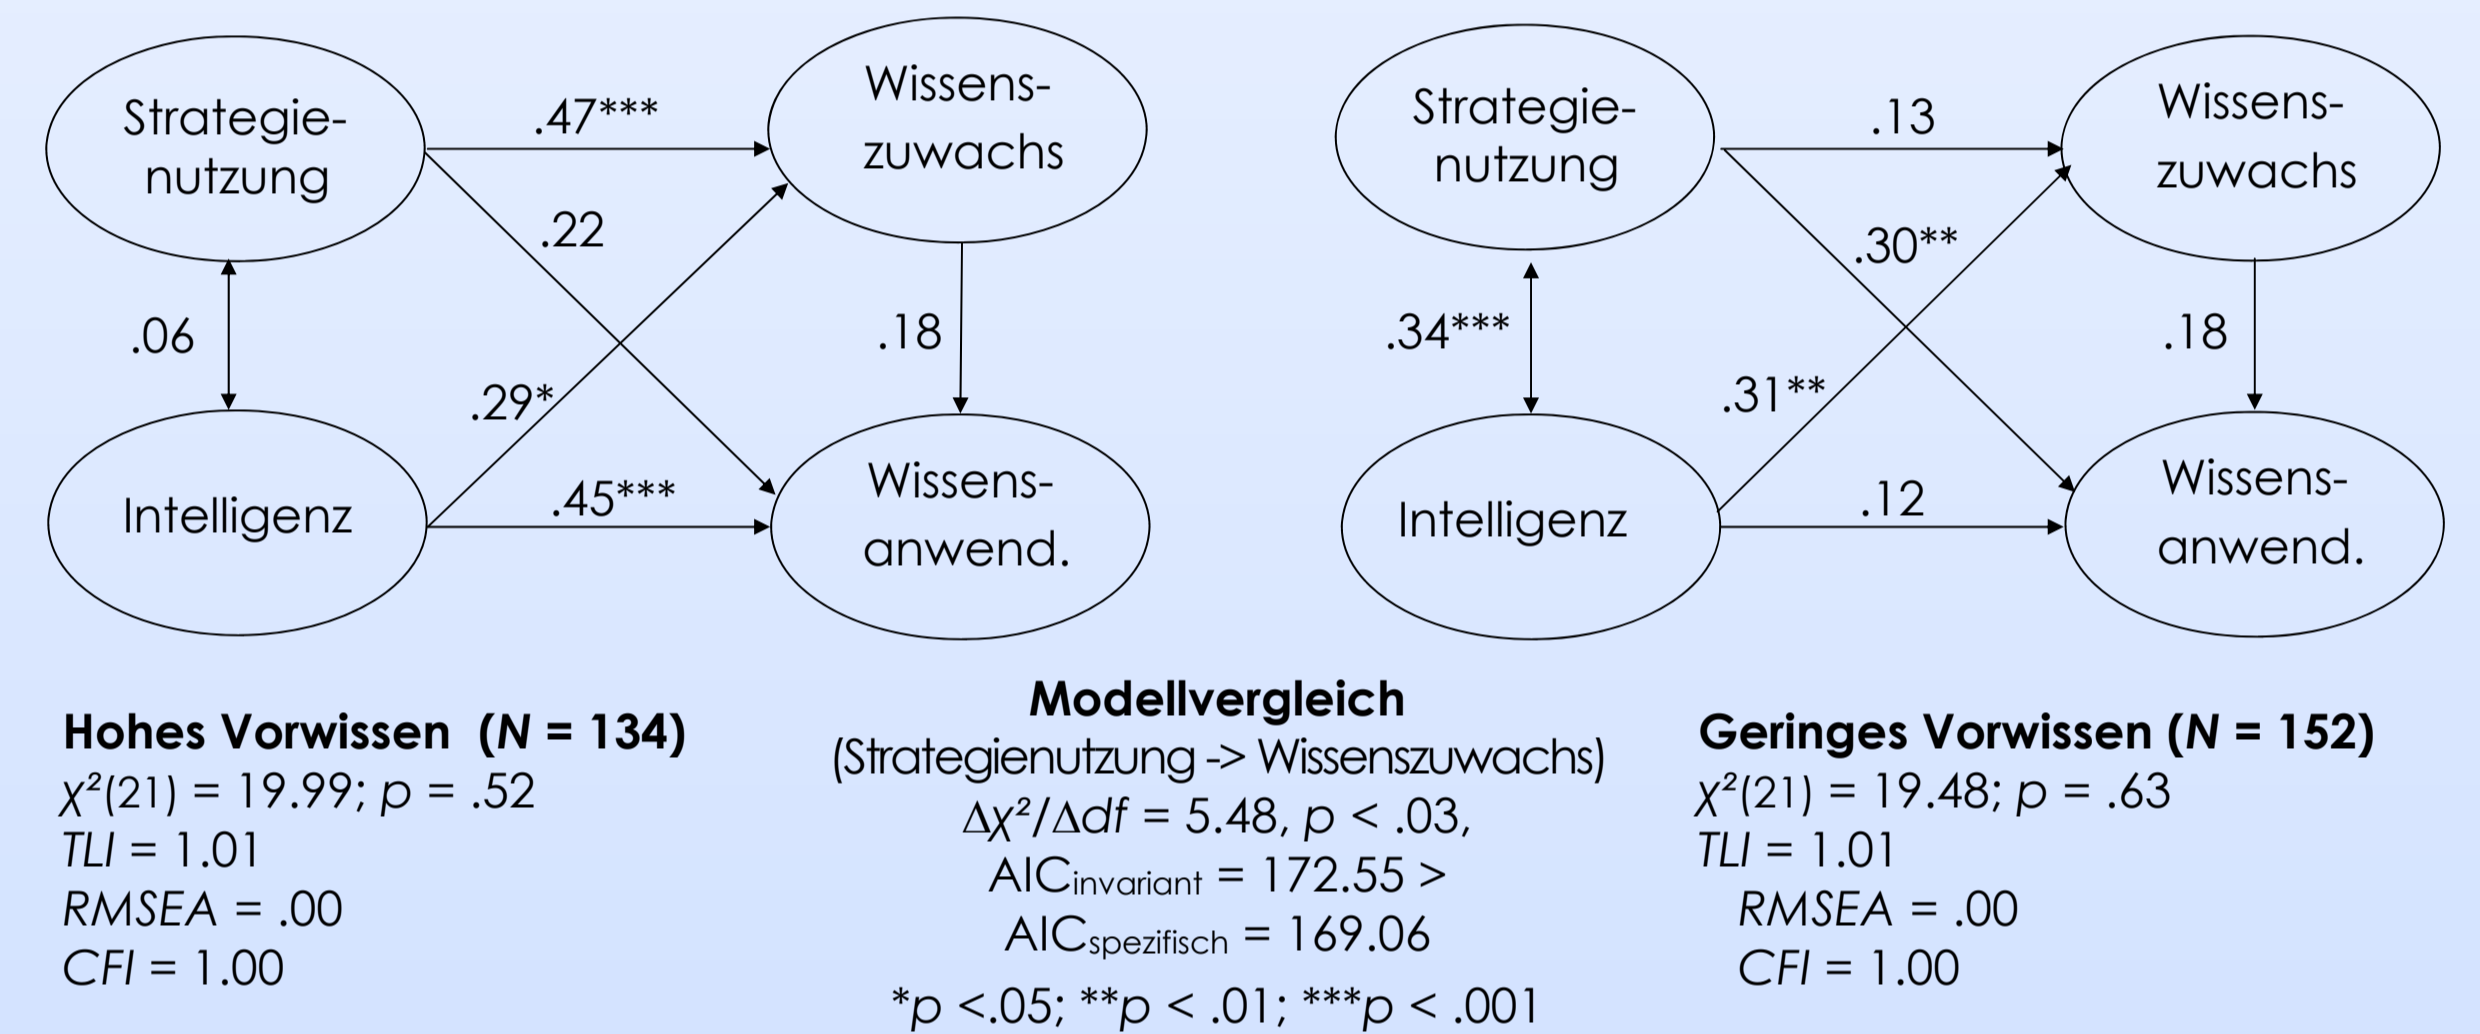 Strategie-
nutzung
.47***
Wissens-
zuwachs
.22
.06
.18
.29*
Intelligenz
.45***
Wissens-
anwend.
Strategie-
nutzung
.13
Wissens-
zuwachs
.30**
.34***
.18
.31**
Intelligenz
.12
Wissens-
anwend.
Hohes Vorwissen (N = 134)
χ²(21) = 19.99; p = .52
TLI = 1.01
RMSEA = .00
CFI = 1.00
Modellvergleich
(Strategienutzung -> Wissenszuwachs)
Δχ²/Δdf = 5.48, p < .03,
AICinvariant = 172.55 >
AICspezifisch = 169.06
*p <.05; **p < .01; ***p < .001
Geringes Vorwissen (N = 152)
χ²(21) = 19.48; p = .63
TLI = 1.01
RMSEA = .00
CFI = 1.00